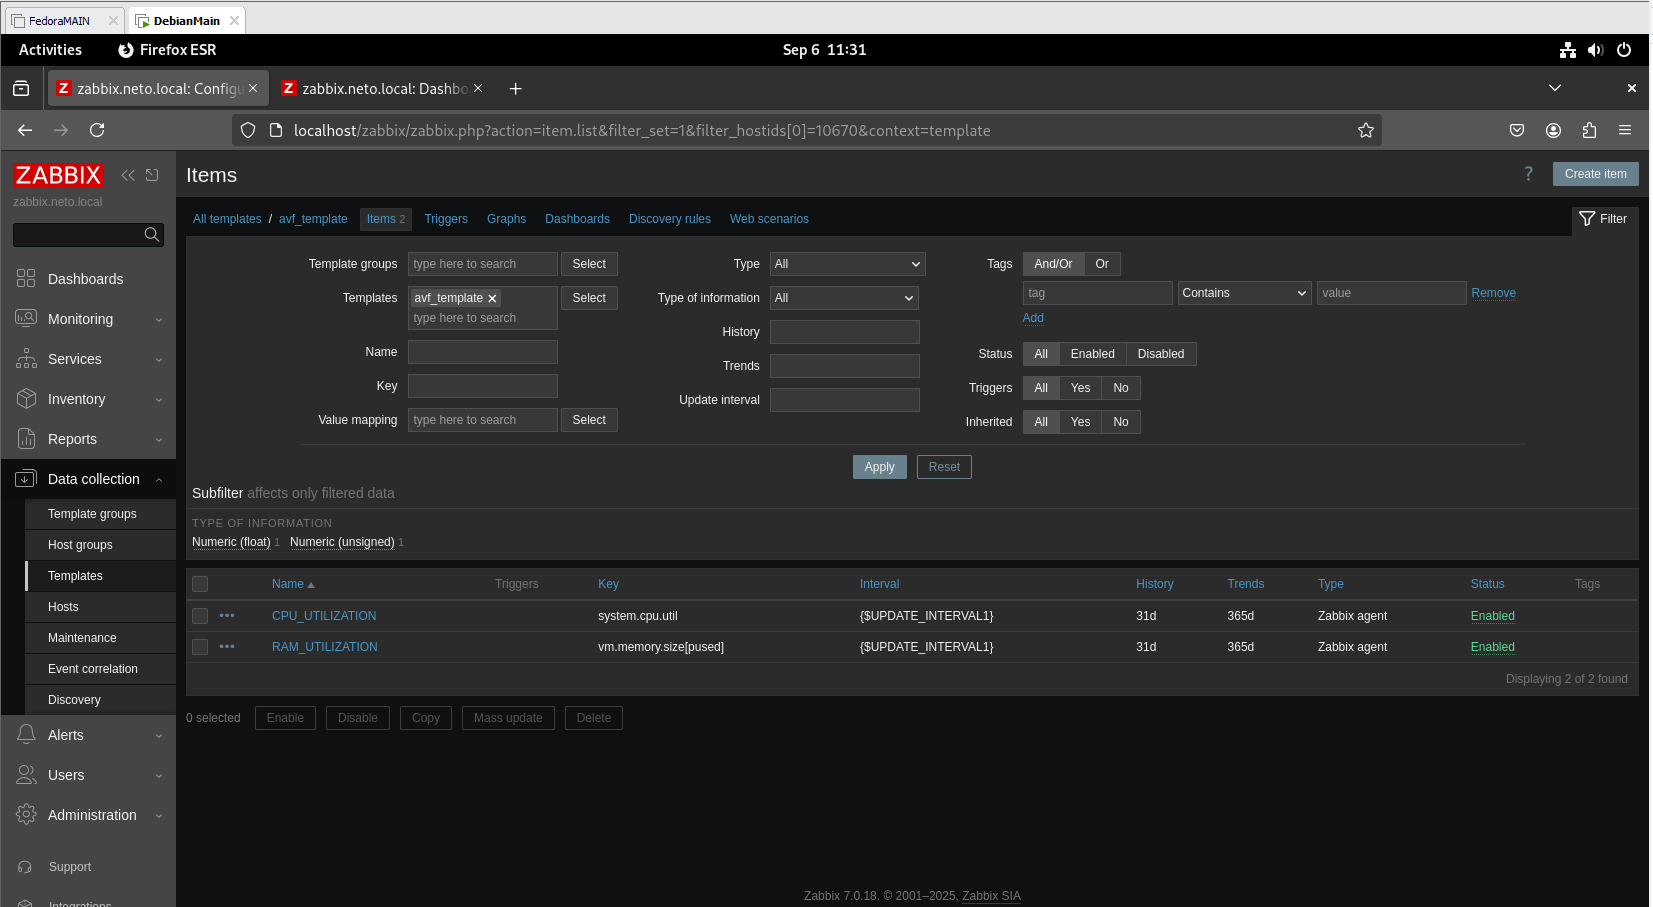 FedoraMAIN
DebianMain
Activities
Firefox ESR
Sep 6 11:31
zabbix.neto.local: Configu
zabbix.neto.local: Dashbo
localhost/zabbix/zabbix.php?action=item.list&filter_set=1&filter_hostids[0]=10670&context=template
ZABBIX
zabbix.neto.local
Dashboards
Monitoring
Services
Inventory
Reports
Data collection
Template groups
Host groups
Templates
Hosts
Maintenance
Event correlation
Discovery
Alerts
Users
Administration
Support
Integrations
Items
? Create item
All templates / avf_template Items 2 Triggers Graphs Dashboards Discovery rules Web scenarios
Filter
Template groups type here to search Select
Templates avf_template Select
type here to search
Name
Key
Value mapping type here to search Select
Type All
Type of information All
History
Trends
Update interval
Tags And/Or Or
tag Contains value Remove
Add
Status All Enabled Disabled
Triggers All Yes No
Inherited All Yes No
Apply Reset
Subfilter affects only filtered data
TYPE OF INFORMATION
Numeric (float) 1 Numeric (unsigned) 1
Name Triggers Key Interval History Trends Type Status Tags
CPU_UTILIZATION system.cpu.util {$UPDATE_INTERVAL1} 31d 365d Zabbix agent Enabled
RAM_UTILIZATION vm.memory.size[pused] {$UPDATE_INTERVAL1} 31d 365d Zabbix agent Enabled
Displaying 2 of 2 found
0 selected Enable Disable Copy Mass update Delete
Zabbix 7.0.18. © 2001–2025, Zabbix SIA